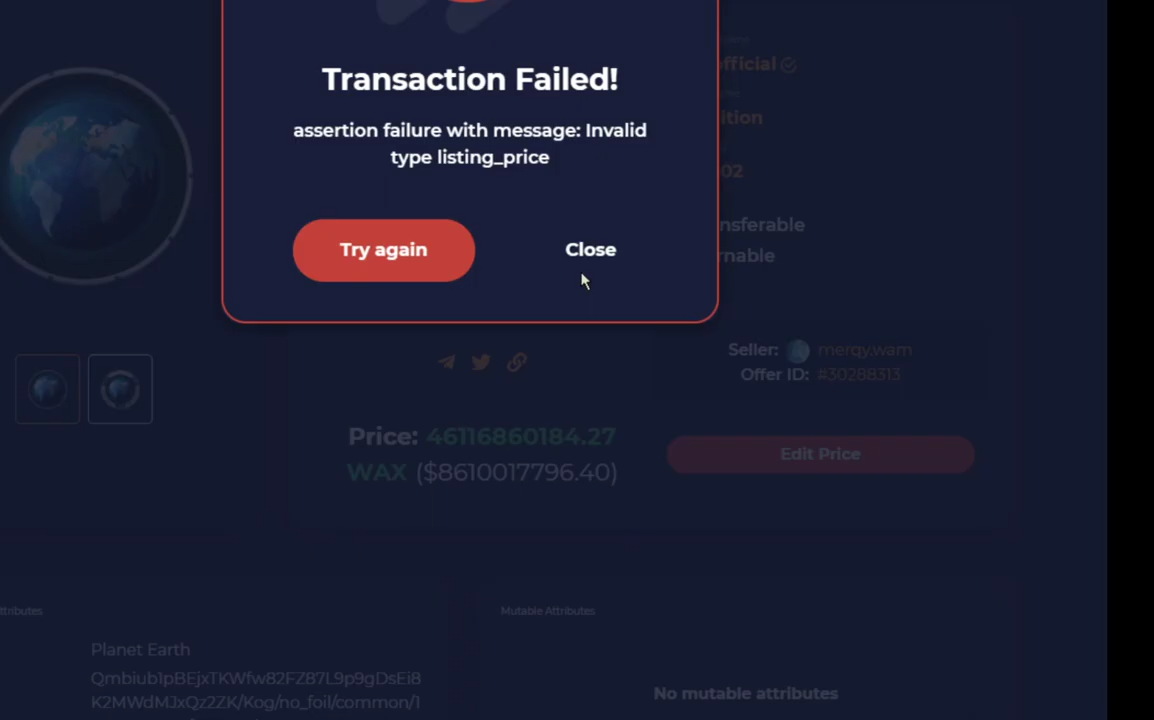 Transaction Failed!
assertion failure with message: Invalid
type listing_price
Try again
Close
official
ition
02
nsferable
rnable
Seller: merqy.wam
Offer ID: #30288313
Price: 46116860184.27
WAX ($8610017796.40)
Edit Price
ttributes
Mutable Attributes
Planet Earth
Qmbiub1pBEjxTKWfw82FZ87L9p9gDsEi8
K2MWdMJxQz2ZK/Kog/no_foil/common/1
No mutable attributes